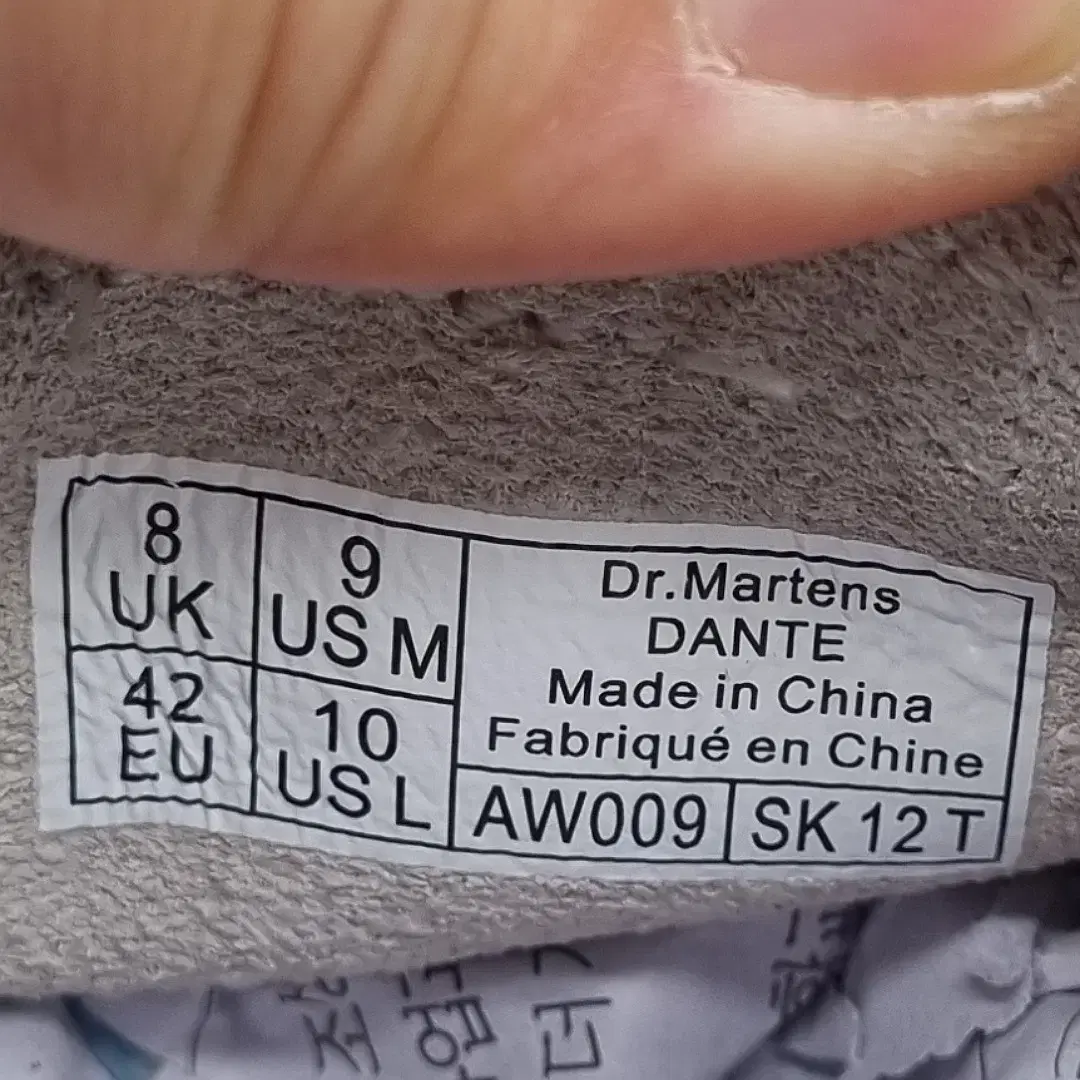 8
UK
9
US M
42
EU
10
US L
Dr.Martens
DANTE
Made in China
Fabriqué en Chine
AW009
SK 12 T